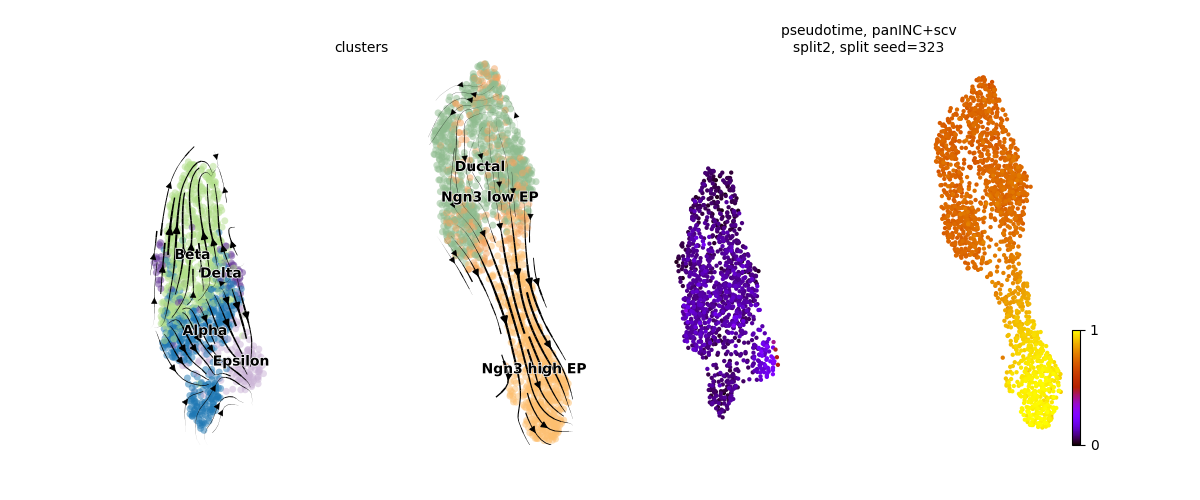 clusters
pseudotime, panINC+scv
split2, split seed=323
Ductal
Ngn3 low EP
Beta
Delta
Alpha
Epsilon
Ngn3 high EP
1
0